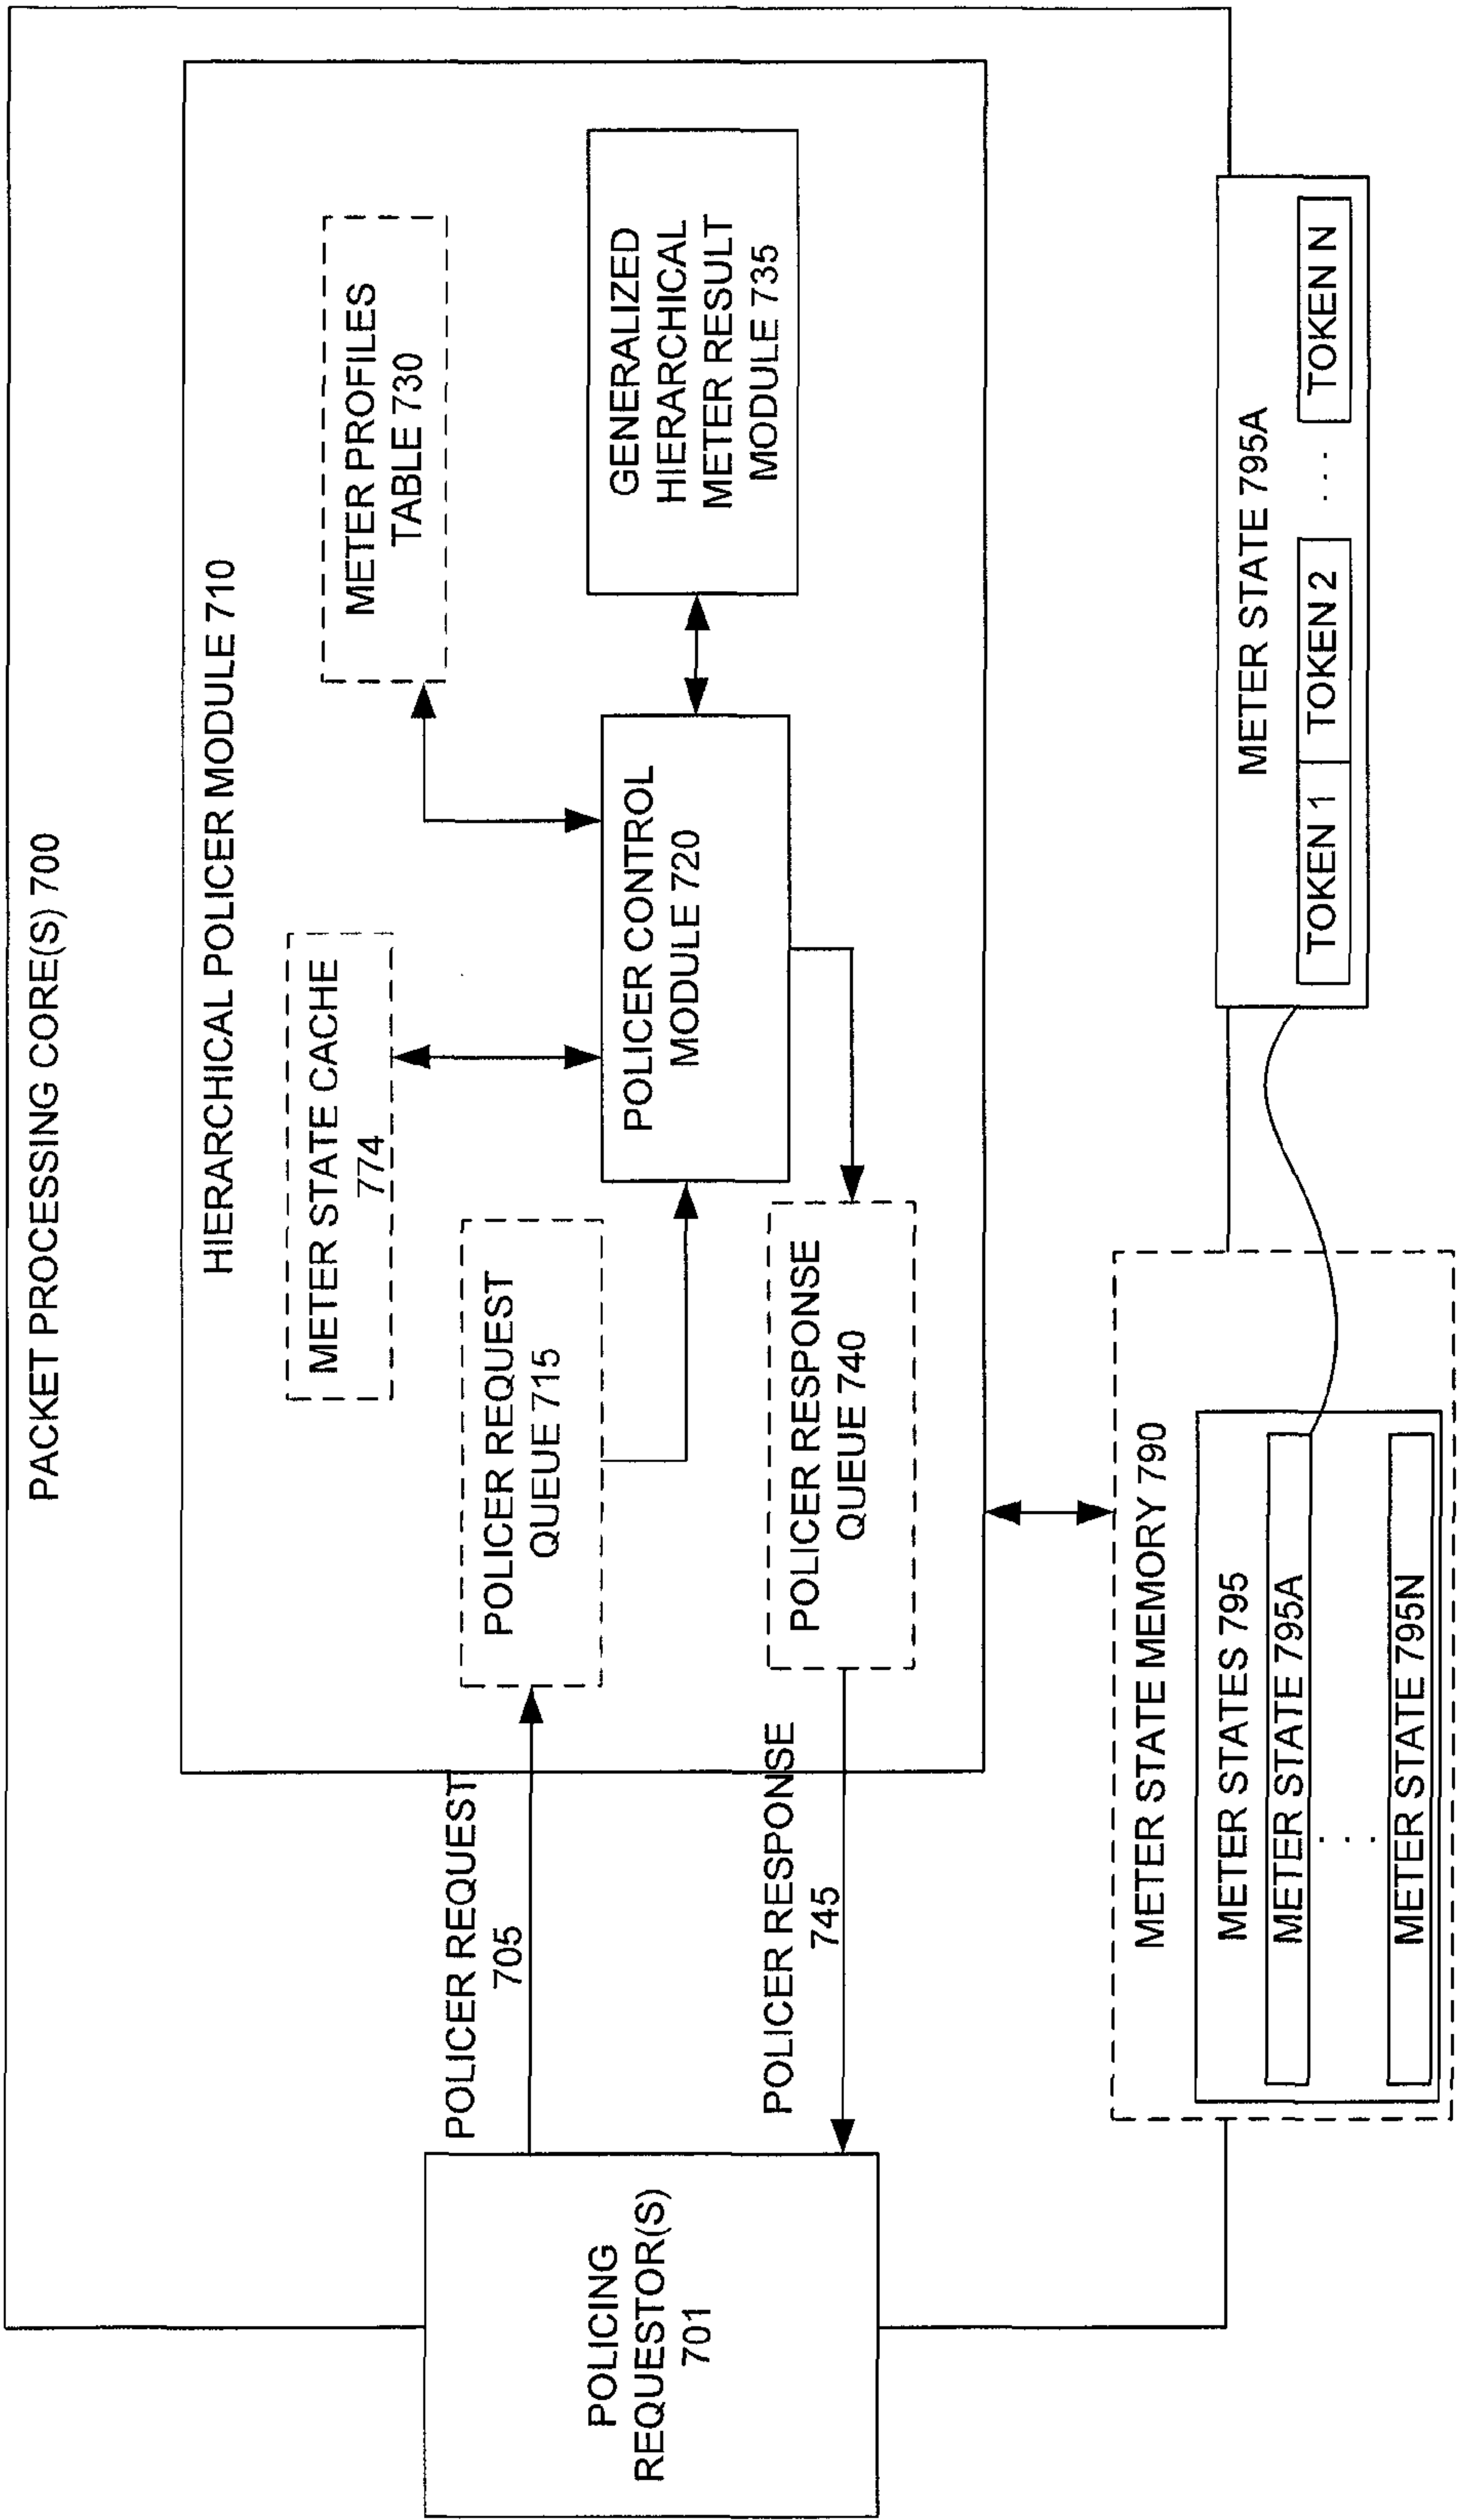 PACKET PROCESSING CORE(S) 700
HIERARCHICAL POLICER MODULE 710
METER STATE CACHE
774
METER PROFILES
TABLE 730
POLICER REQUEST
705
POLICER REQUEST
QUEUE 715
POLICER CONTROL
MODULE 720
GENERALIZED
HIERARCHICAL
METER RESULT
MODULE 735
POLICING
REQUESTOR(S)
701
POLICER RESPONSE
745
POLICER RESPONSE
QUEUE 740
METER STATE MEMORY 790
METER STATES 795
METER STATE 795A
. . .
METER STATE 795N
METER STATE 795A
TOKEN 1
TOKEN 2
. . .
TOKEN N